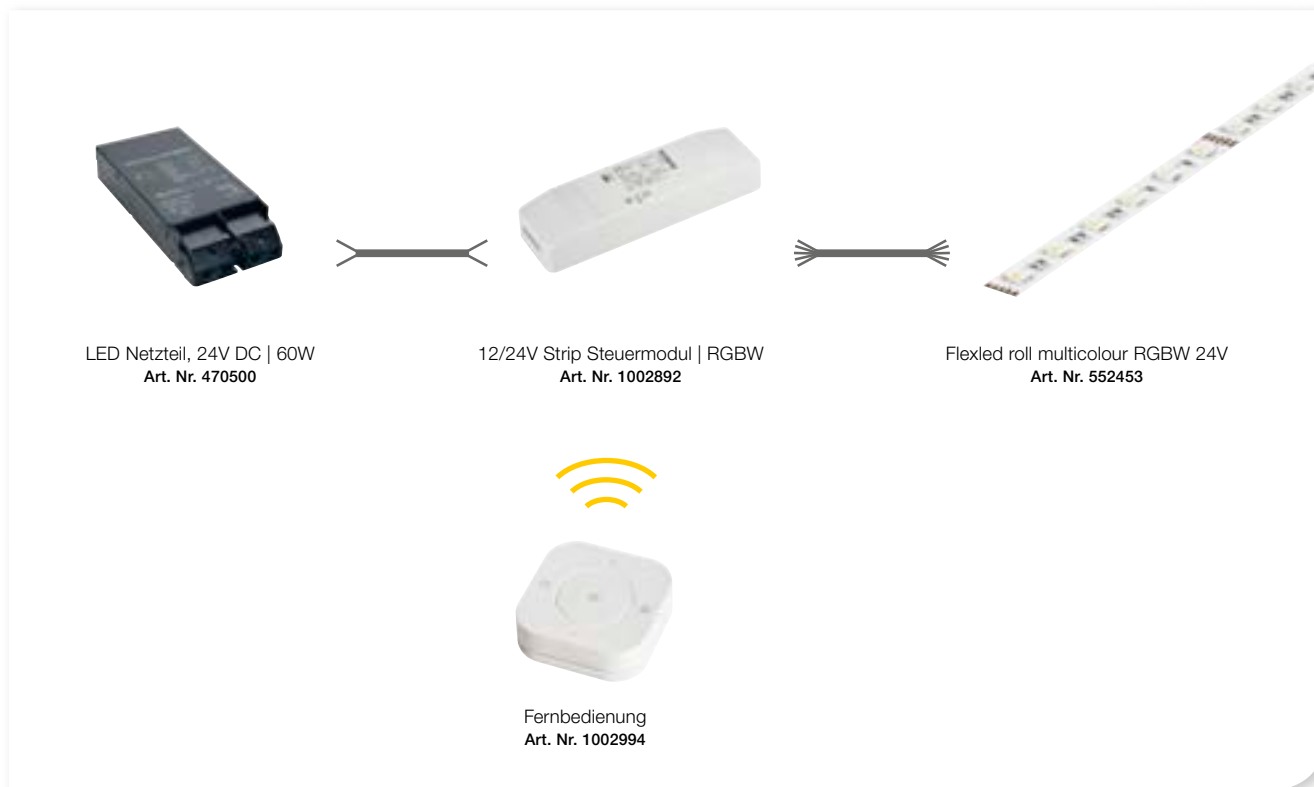 LED Netzteil, 24V DC | 60W
Art. Nr. 470500
12/24V Strip Steuermodul | RGBW
Art. Nr. 1002892
Flexled roll multicolour RGBW 24V
Art. Nr. 552453
Fernbedienung
Art. Nr. 1002994